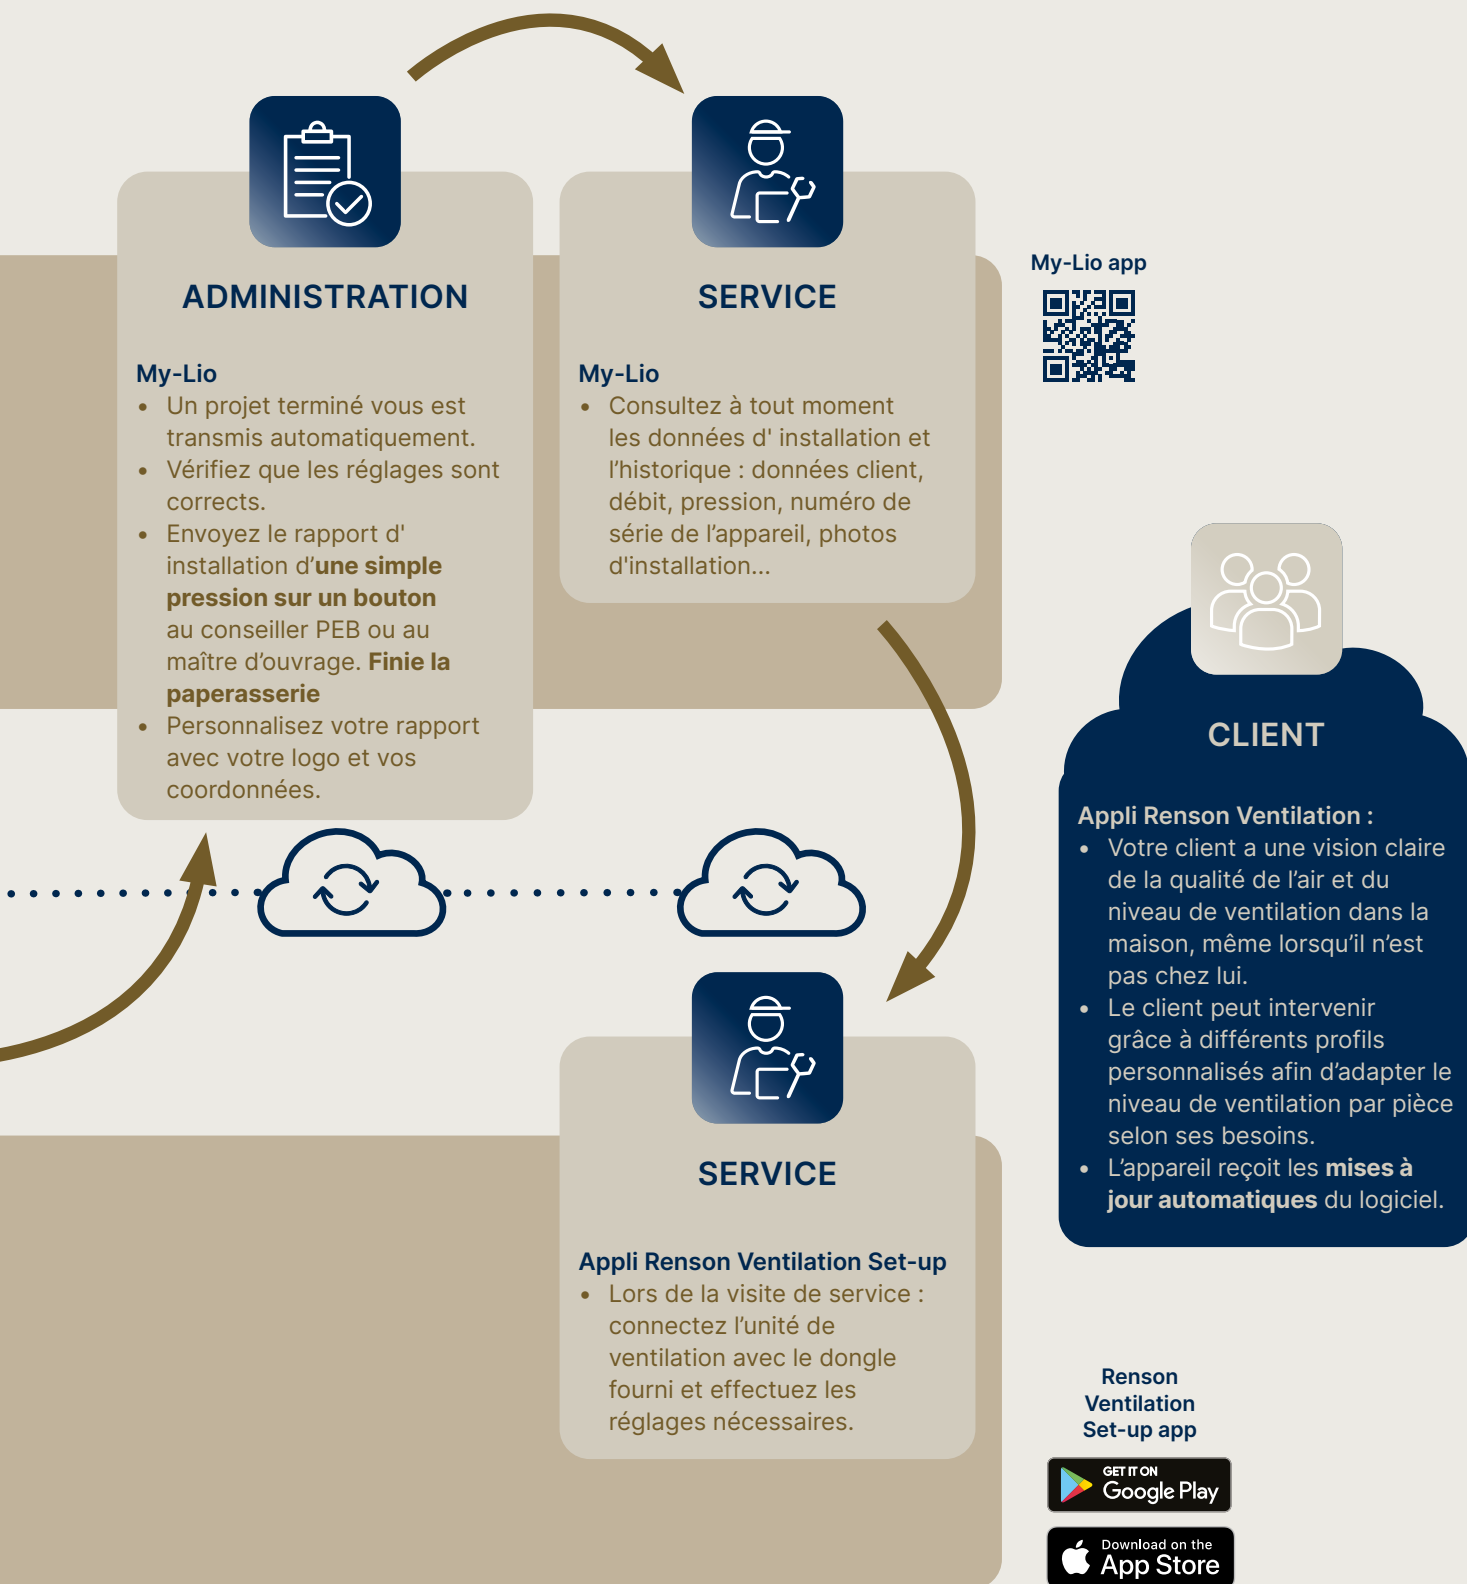 ADMINISTRATION
My-Lio
• Un projet terminé vous est
transmis automatiquement.
• Vérifiez que les réglages sont
corrects.
• Envoyez le rapport d'
installation d’une simple
pression sur un bouton
au conseiller PEB ou au
maître d’ouvrage. Finie la
paperasserie
• Personnalisez votre rapport
avec votre logo et vos
coordonnées.
SERVICE
My-Lio
• Consultez à tout moment
les données d' installation et
l’historique : données client,
débit, pression, numéro de
série de l’appareil, photos
d'installation...
My-Lio app
SERVICE
Appli Renson Ventilation Set-up
• Lors de la visite de service :
connectez l’unité de
ventilation avec le dongle
fourni et effectuez les
réglages nécessaires.
CLIENT
Appli Renson Ventilation :
• Votre client a une vision claire
de la qualité de l’air et du
niveau de ventilation dans la
maison, même lorsqu’il n’est
pas chez lui.
• Le client peut intervenir
grâce à différents profils
personnalisés afin d’adapter le
niveau de ventilation par pièce
selon ses besoins.
• L’appareil reçoit les mises à
jour automatiques du logiciel.
Renson
Ventilation
Set-up app
GET IT ON
Google Play
Download on the
App Store